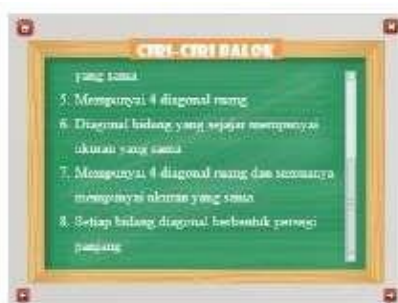 CIRI-CIRI BALOK
yang sama
5. Mempunyai 4 diagonal ruang
6. Diagonal bidang yang sejajar mempunyai
ukuran yang sama
7. Mempunyai 4 diagonal ruang dan semuanya
mempunyai ukuran yang sama
8. Setiap bidang diagonal berbentuk persegi
panjang